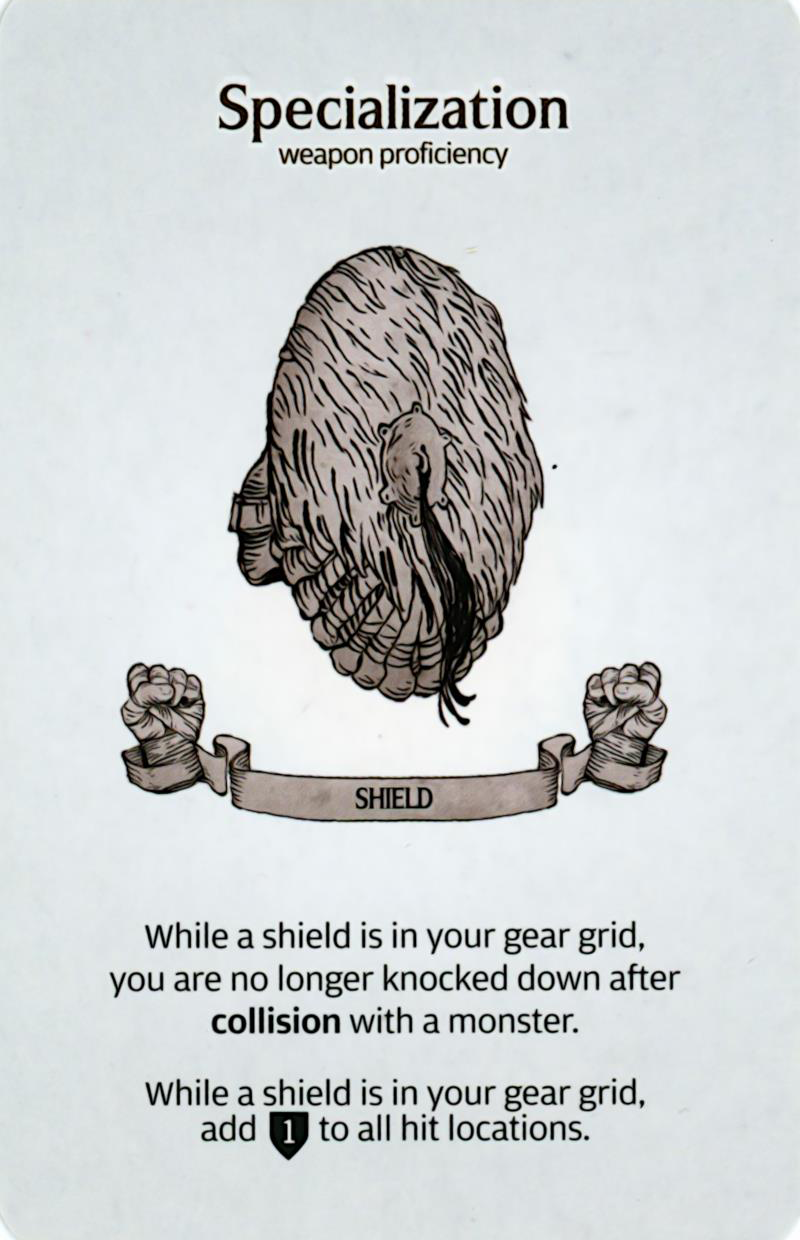 Specialization
weapon proficiency
SHIELD
While a shield is in your gear grid,
you are no longer knocked down after
collision with a monster.
While a shield is in your gear grid,
add 1 to all hit locations.